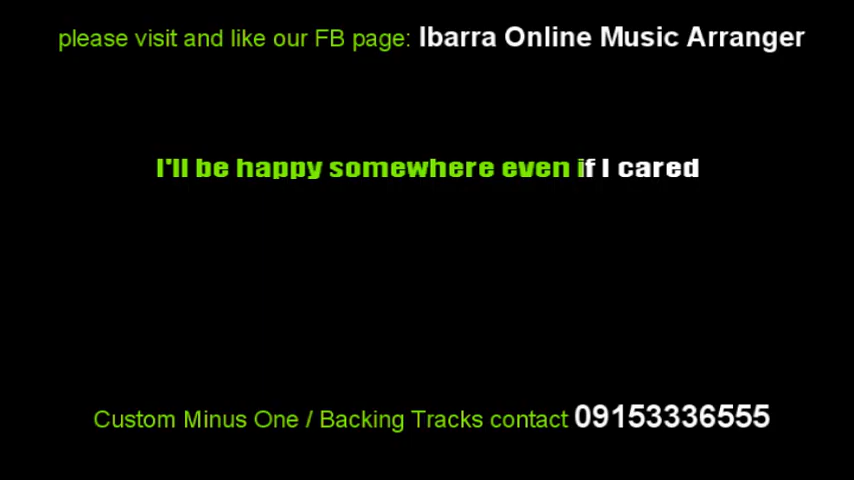 please visit and like our FB page: Ibarra Online Music Arranger
I'll be happy somewhere even if I cared
Custom Minus One / Backing Tracks contact 09153336555